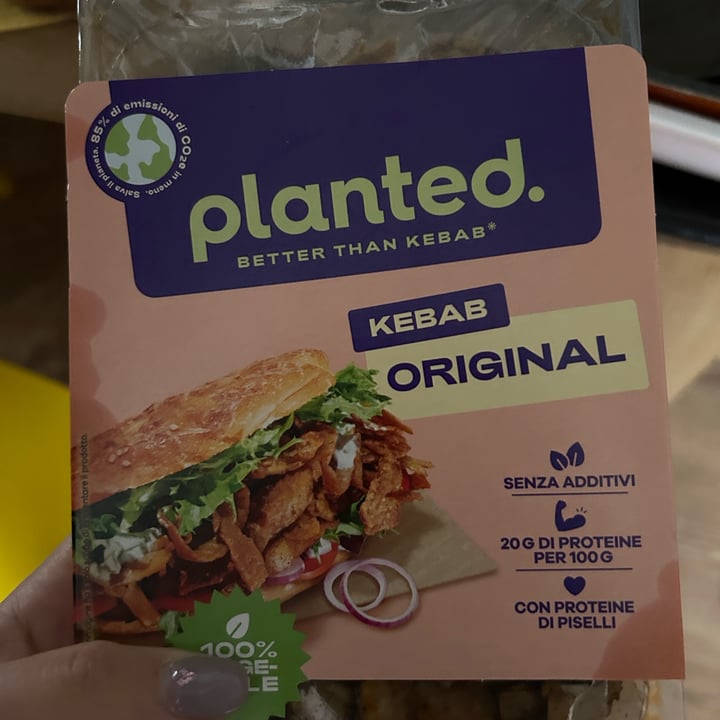 85% di emissioni di CO2e in meno. Salva il pianeta.
planted.
BETTER THAN KEBAB*
KEBAB
ORIGINAL
SENZA ADDITIVI
20 G DI PROTEINE
PER 100 G
CON PROTEINE
DI PISELLI
100%